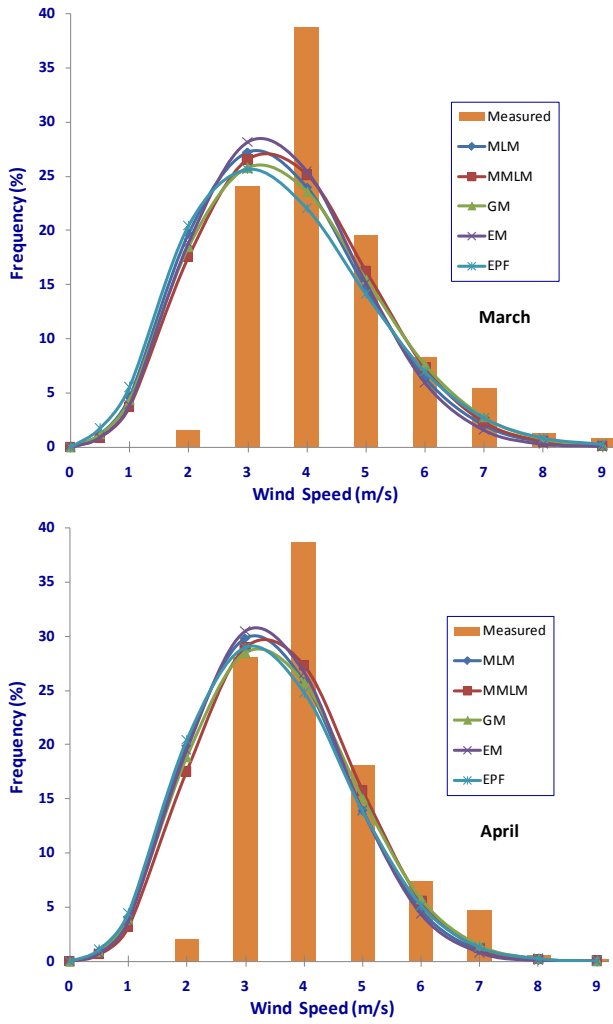 40
35
30
25
20
15
10
5
0
Frequency (%)
Measured
MLM
MMLM
GM
EM
EPF
March
0 1 2 3 4 5 6 7 8 9
Wind Speed (m/s)
40
35
30
25
20
15
10
5
0
Frequency (%)
Measured
MLM
MMLM
GM
EM
EPF
April
0 1 2 3 4 5 6 7 8 9
Wind Speed (m/s)